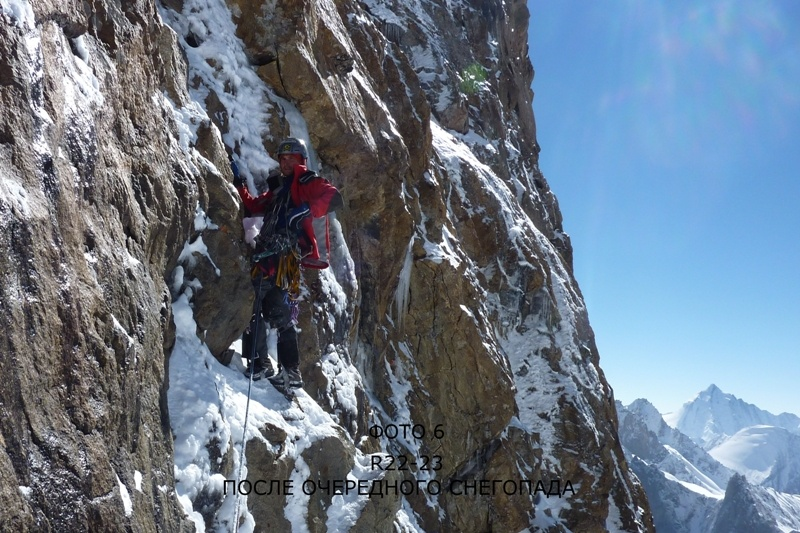 ФОТО 6
R22-23
ПОСЛЕ ОЧЕРЕДНОГО СНЕГОПАДА